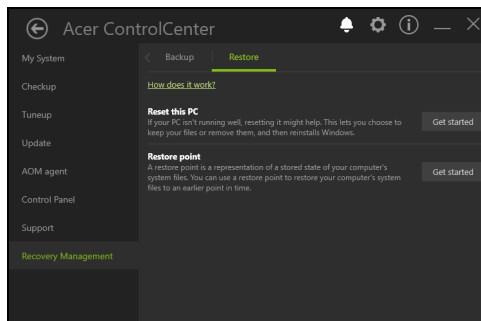 Acer ControlCenter
My System
Checkup
Tuneup
Update
AOM agent
Control Panel
Support
Recovery Management
Backup
Restore
How does it work?
Reset this PC
If your PC isn't running well, resetting it might help. This lets you choose to
keep your files or remove them, and then reinstalls Windows.
Get started
Restore point
A restore point is a representation of a stored state of your computer's
system files. You can use a restore point to restore your computer's system
files to an earlier point in time.
Get started